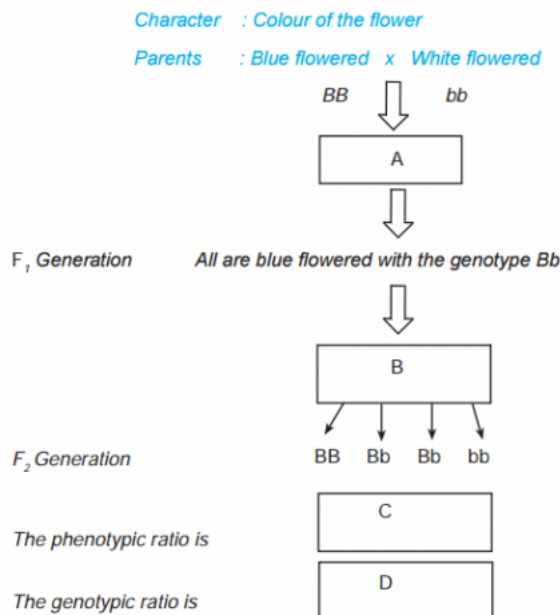 Character : Colour of the flower
Parents : Blue flowered x White flowered
BB bb
A
F₁ Generation All are blue flowered with the genotype Bb
B
F₂ Generation BB Bb Bb bb
C
The phenotypic ratio is
D
The genotypic ratio is